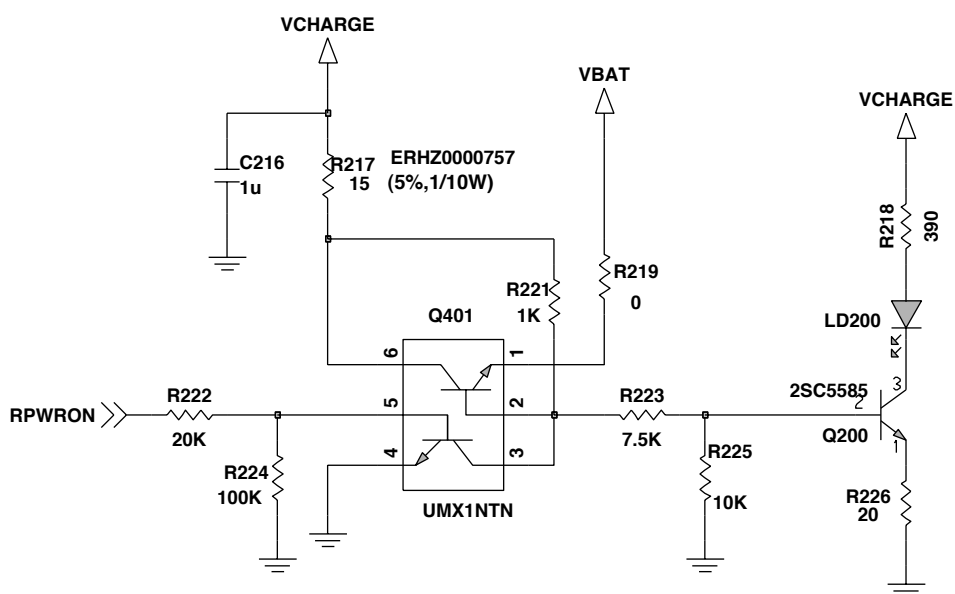 VCHARGE
VBAT
VCHARGE
C216
1u
R217
15
ERHZ0000757
(5%,1/10W)
R218
390
R219
0
R221
1K
Q401
LD200
6
1
R222
5
2
R223
2SC5585
3
2
RPWRON
20K
7.5K
Q200
1
4
3
R224
100K
R225
10K
UMX1NTN
R226
20